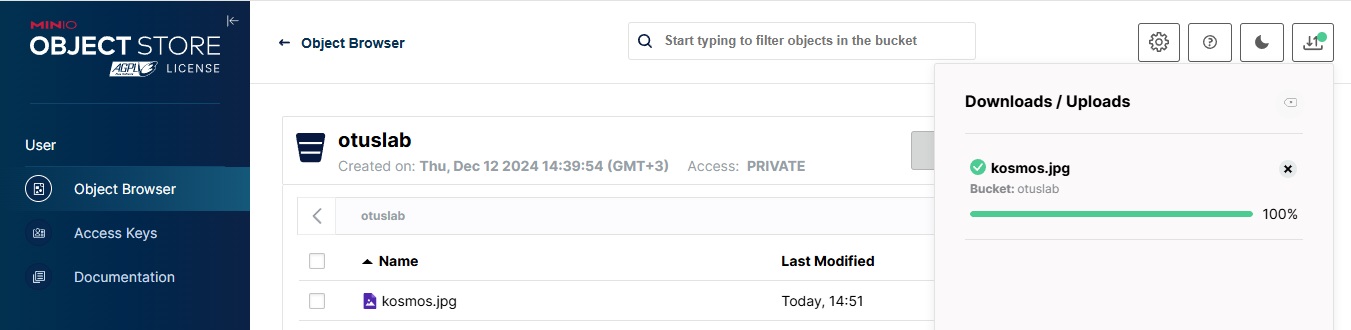 MINIO
OBJECT STORE
AGPL v3 LICENSE
User
Object Browser
Access Keys
Documentation
← Object Browser
Start typing to filter objects in the bucket
otuslab
Created on: Thu, Dec 12 2024 14:39:54 (GMT+3) Access: PRIVATE
otuslab
Name Last Modified
kosmos.jpg Today, 14:51
Downloads / Uploads
kosmos.jpg
Bucket: otuslab
100%